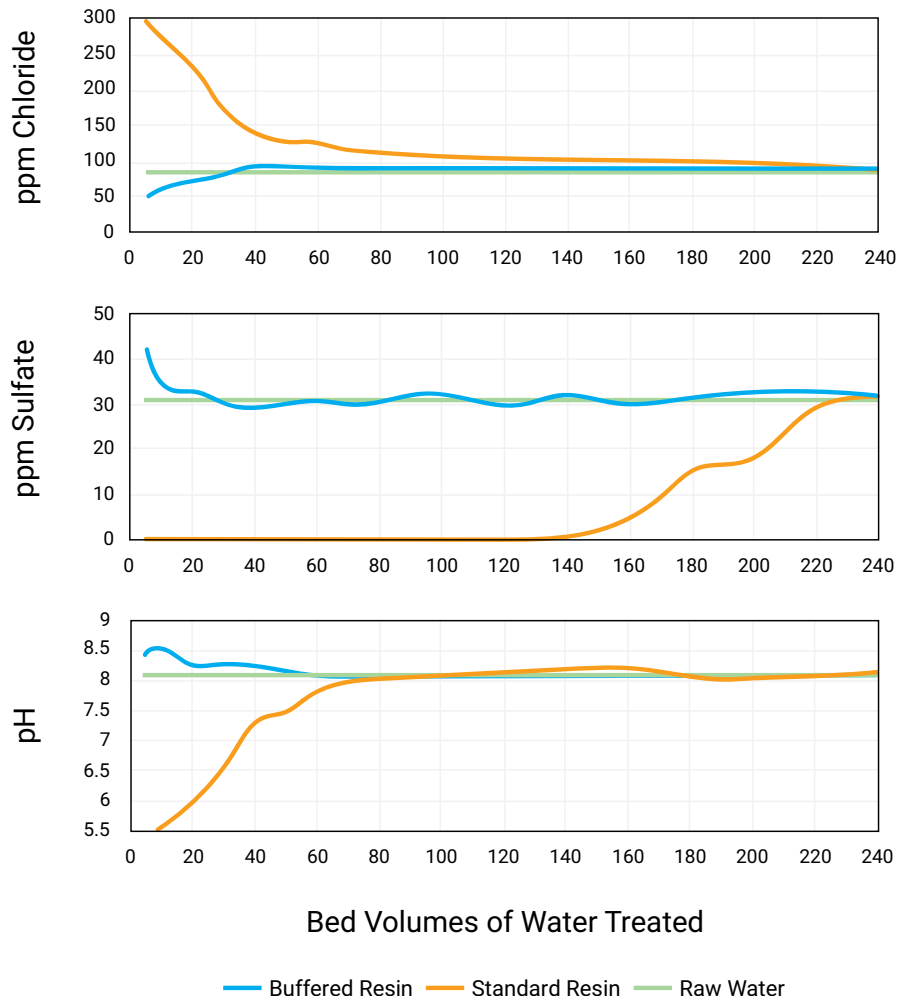 ppm Chloride
300
250
200
150
100
50
0
0 20 40 60 80 100 120 140 160 180 200 220 240
ppm Sulfate
50
40
30
20
10
0
0 20 40 60 80 100 120 140 160 180 200 220 240
pH
9
8.5
8
7.5
7
6.5
6
5.5
0 20 40 60 80 100 120 140 160 180 200 220 240
Bed Volumes of Water Treated
Buffered Resin Standard Resin Raw Water